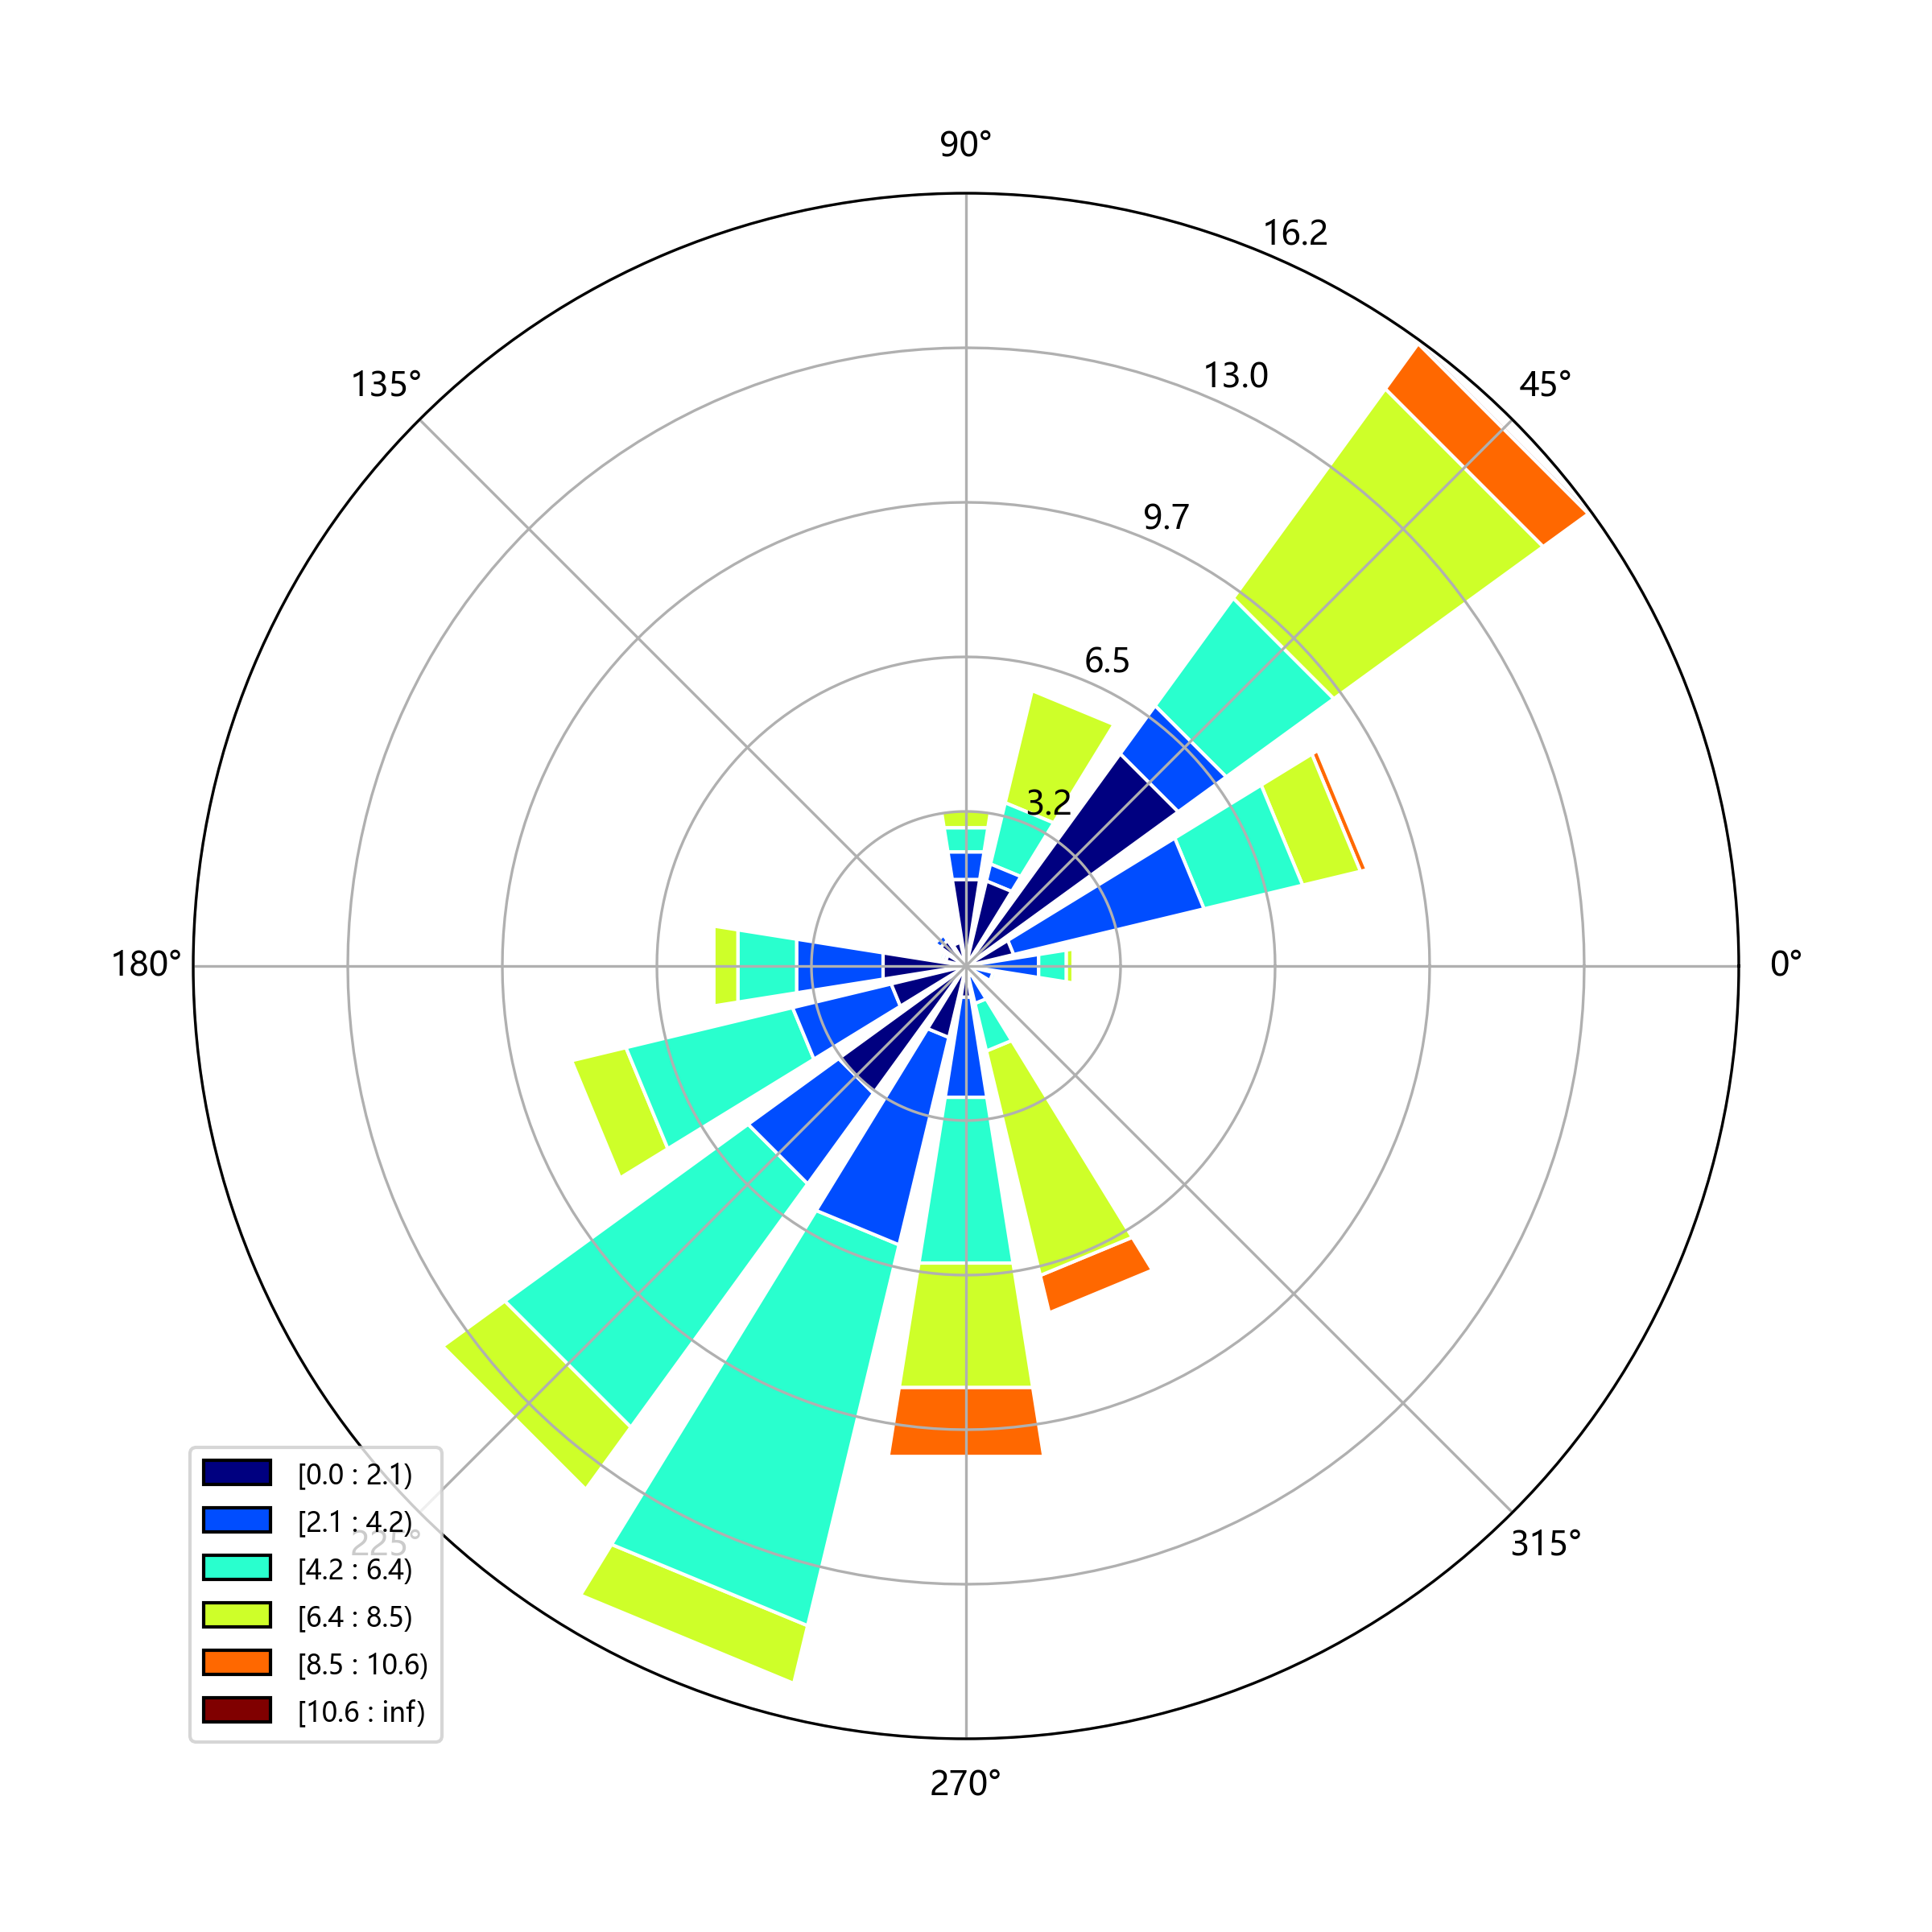 90°
16.2
135°
13.0
45°
9.7
6.5
3.2
180°
0°
[0.0 : 2.1)
[2.1 : 4.2)
225°
315°
[4.2 : 6.4)
[6.4 : 8.5)
[8.5 : 10.6)
[10.6 : inf)
270°